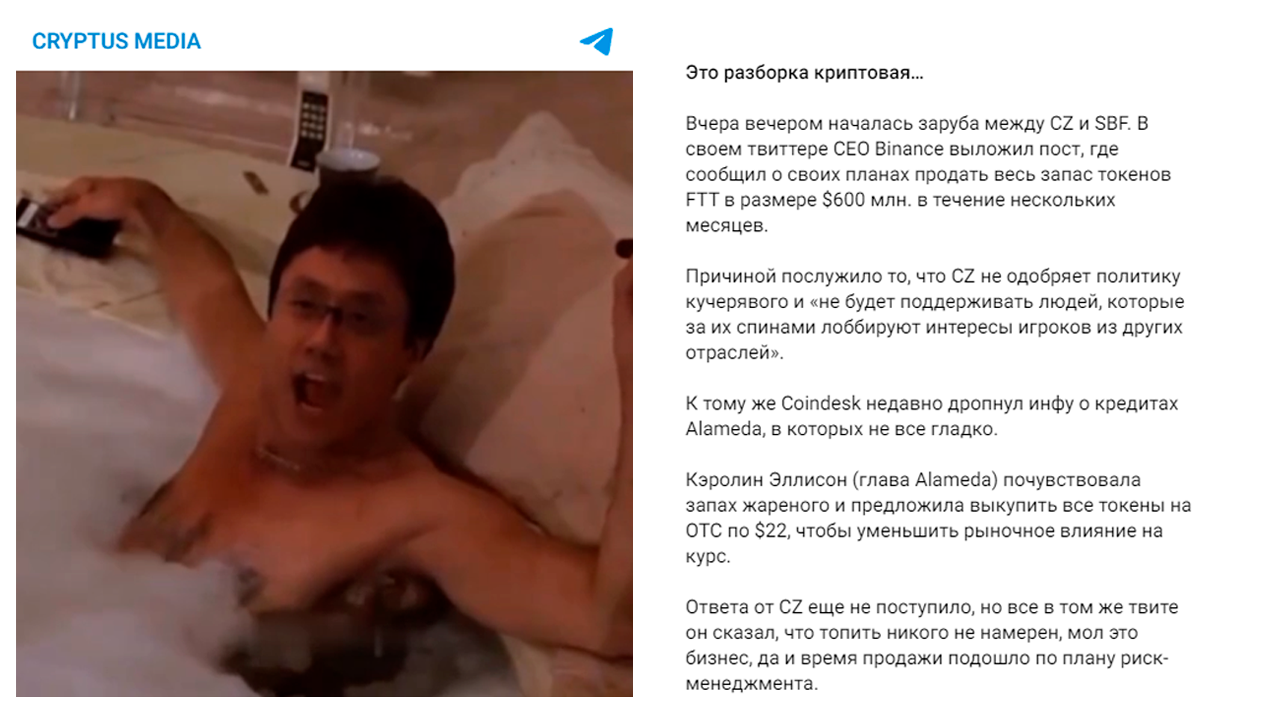 CRYPTUS MEDIA
Это разборка криптовая...
Вчера вечером началась заруба между CZ и SBF. В
своем твиттере CEO Binance выложил пост, где
сообщил о своих планах продать весь запас токенов
FTT в размере $600 млн. в течение нескольких
месяцев.
Причиной послужило то, что CZ не одобряет политику
кучерявого и «не будет поддерживать людей, которые
за их спинами лоббируют интересы игроков из других
отраслей».
К тому же Coindesk недавно дропнул инфу о кредитах
Alameda, в которых не все гладко.
Кэролин Эллисон (глава Alameda) почувствовала
запах жареного и предложила выкупить все токены на
OTC по $22, чтобы уменьшить рыночное влияние на
курс.
Ответа от CZ еще не поступило, но все в том же твите
он сказал, что топить никого не намерен, мол это
бизнес, да и время продажи подошло по плану риск-
менеджмента.